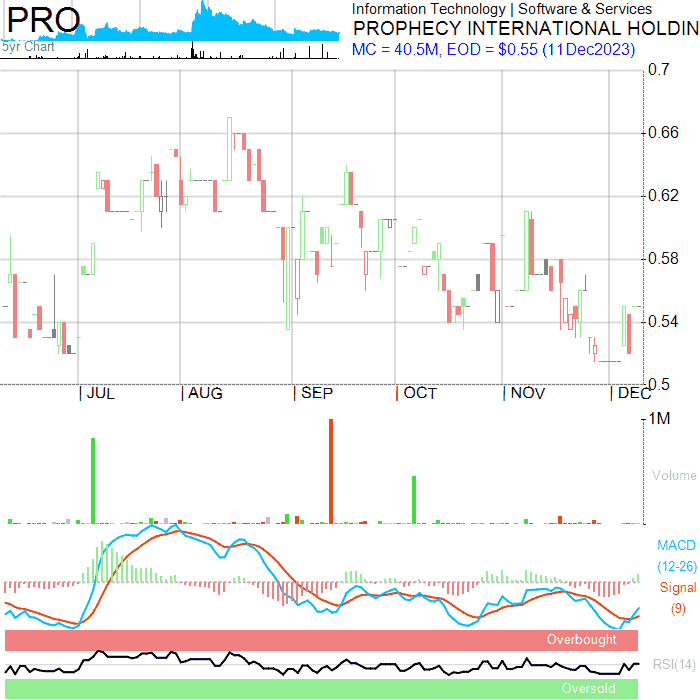 PRO
5yr Chart
Information Technology | Software & Services
PROPHECY INTERNATIONAL HOLDIN
MC = 40.5M, EOD = $0.55 (11Dec2023)
0.7
0.66
0.62
0.58
0.54
0.5
| JUL | AUG | SEP | OCT | NOV | DEC
1M
Volume
MACD
(12-26)
Signal
(9)
Overbought
RSI(14)
Oversold